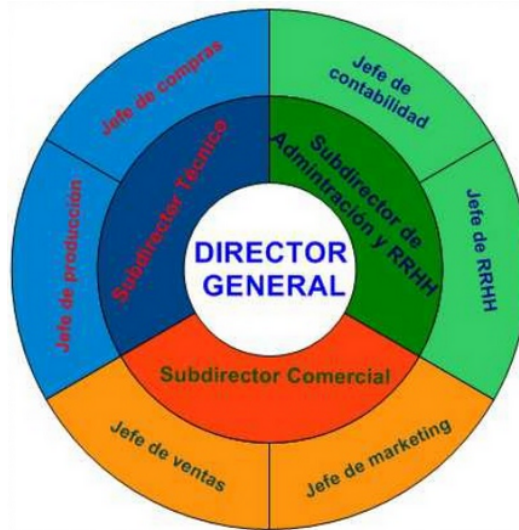 DIRECTOR
GENERAL
Subdirector Técnico
Subdirector de
Admintración y RRHH
Subdirector Comercial
Jefe de compras
Jefe de
contabilidad
Jefe de RRHH
Jefe de marketing
Jefe de ventas
Jefe de producción